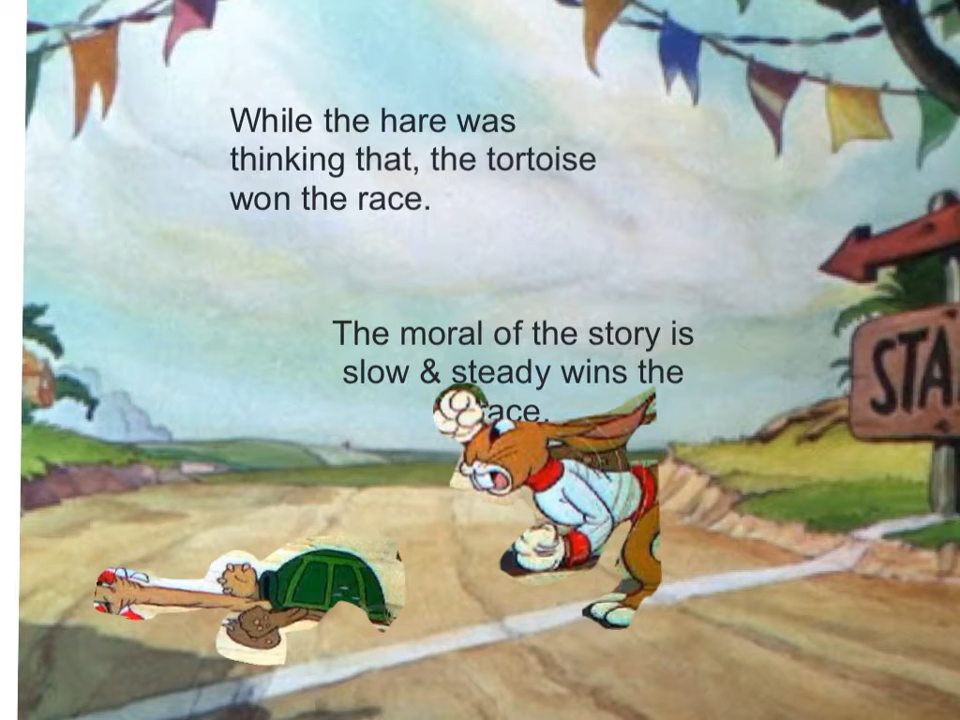 While the hare was
thinking that, the tortoise
won the race.
The moral of the story is
slow & steady wins the
race.
STA